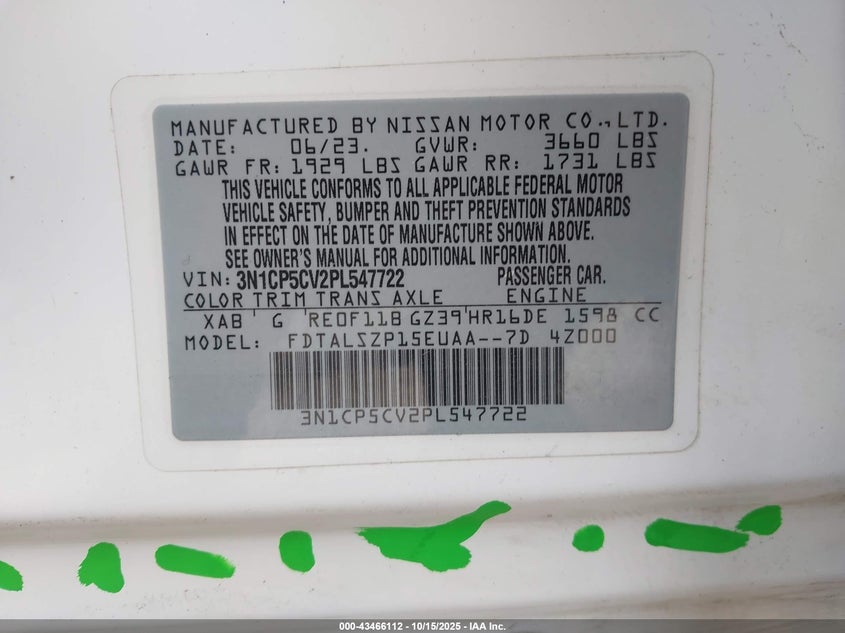 MANUFACTURED BY NISSAN MOTOR CO., LTD.
DATE: 06/23. GVWR: 3660 LBS
GAWR FR: 1929 LBS GAWR RR: 1731 LBS
THIS VEHICLE CONFORMS TO ALL APPLICABLE FEDERAL MOTOR
VEHICLE SAFETY, BUMPER AND THEFT PREVENTION STANDARDS
IN EFFECT ON THE DATE OF MANUFACTURE SHOWN ABOVE.
SEE OWNER'S MANUAL FOR ADDITIONAL INFORMATION.
VIN: 3N1CP5CV2PL547722 PASSENGER CAR.
COLOR TRIM TRANS AXLE ENGINE
XAB G RE0F11B GZ39 HR16DE 1598 CC
MODEL: FDTALSZP15EUAA--7D 4Z000
3N1CP5CV2PL547722
000-43466112 - 10/15/2025 - IAA Inc.